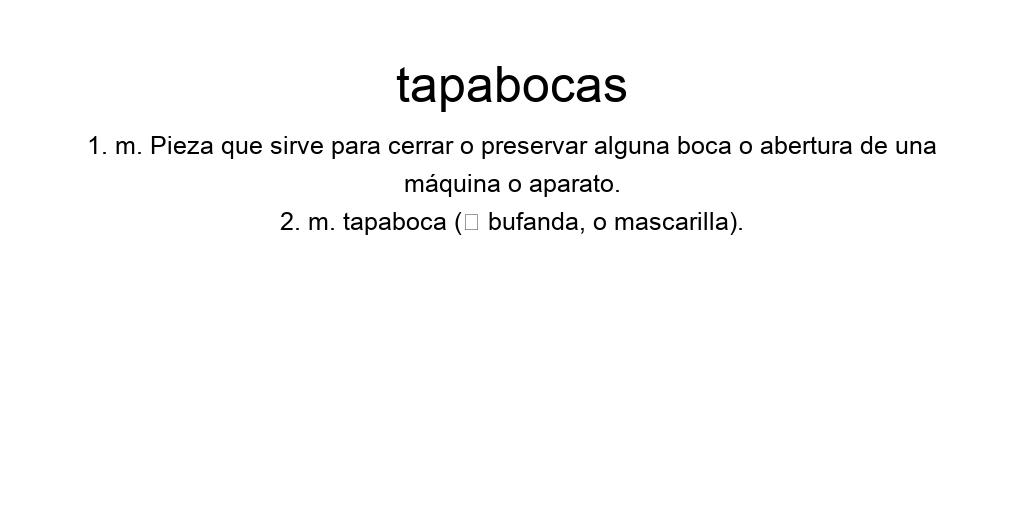 tapabocas
1. m. Pieza que sirve para cerrar o preservar alguna boca o abertura de una
máquina o aparato.
2. m. tapaboca (▯ bufanda, o mascarilla).